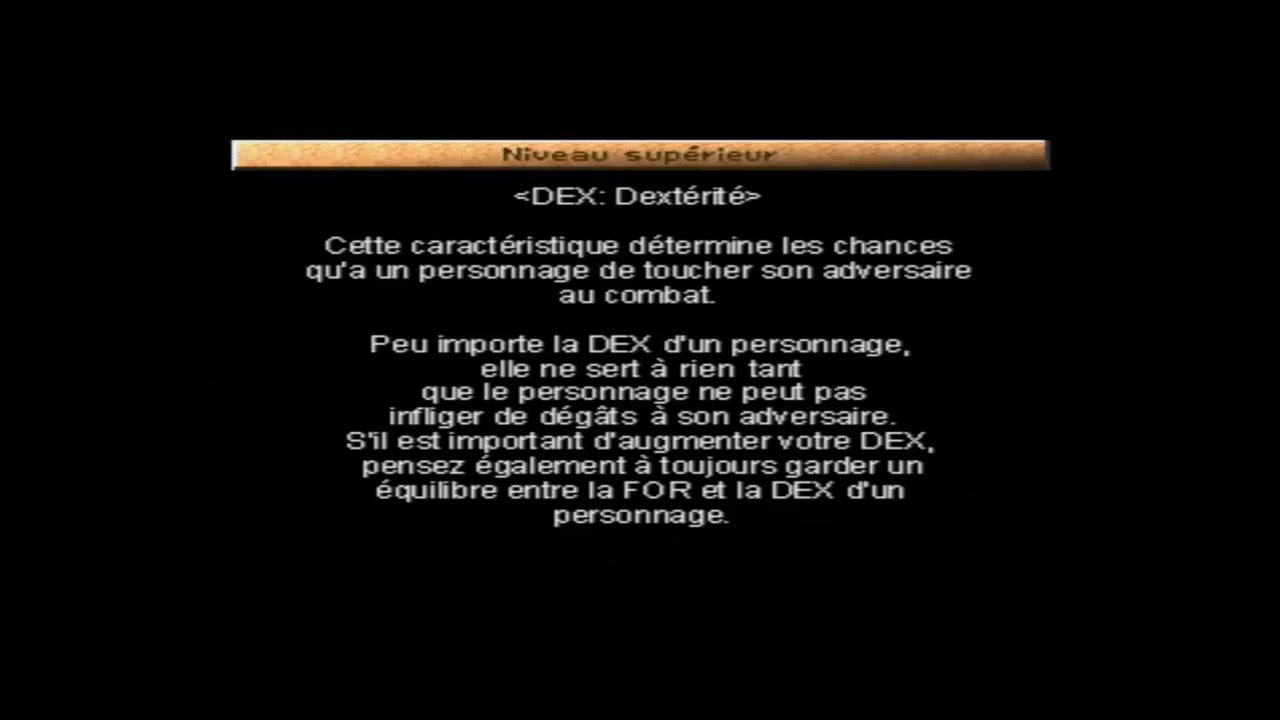 Niveau supérieur
<DEX: Dextérité>
Cette caractéristique détermine les chances
qu'a un personnage de toucher son adversaire
au combat.
Peu importe la DEX d'un personnage,
elle ne sert à rien tant
que le personnage ne peut pas
infliger de dégâts à son adversaire.
S'il est important d'augmenter votre DEX,
pensez également à toujours garder un
équilibre entre la FOR et la DEX d'un
personnage.